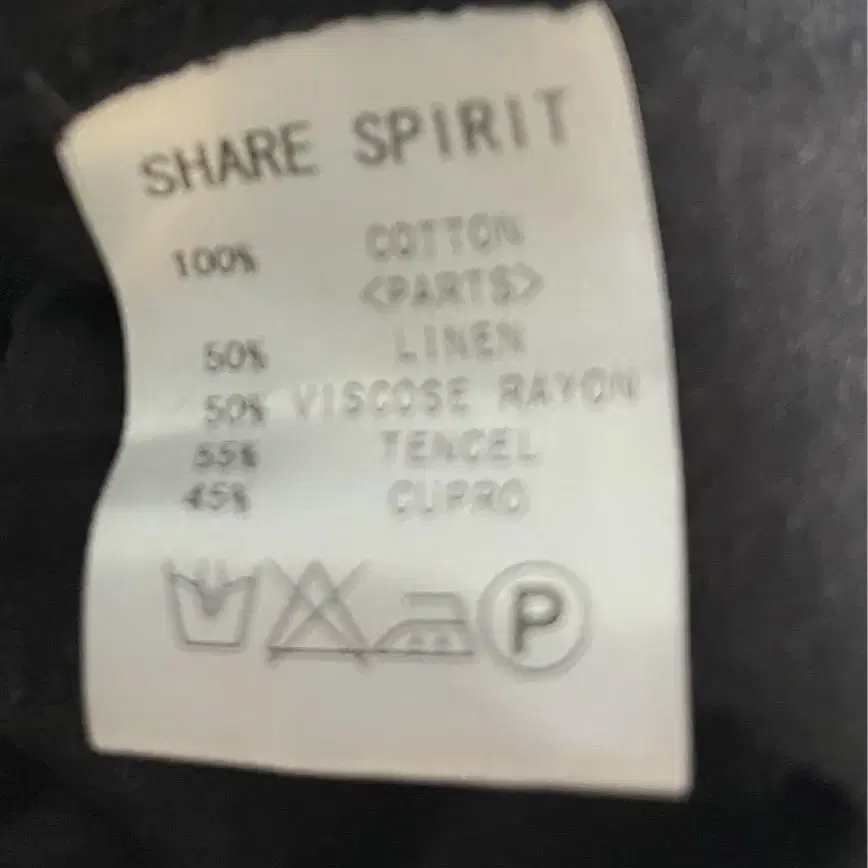 SHARE SPIRIT
100% COTTON
<PARTS>
50% LINEN
50% VISCOSE RAYON
55% TENCEL
45% CUPRO
P